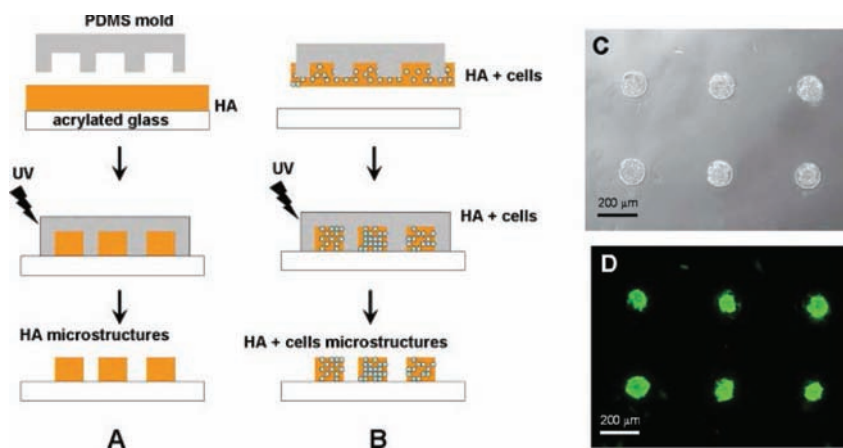 PDMS mold
HA
acrylated glass
UV
HA microstructures
A
HA + cells
UV
HA + cells
HA + cells microstructures
B
C
200 μm
D
200 μm